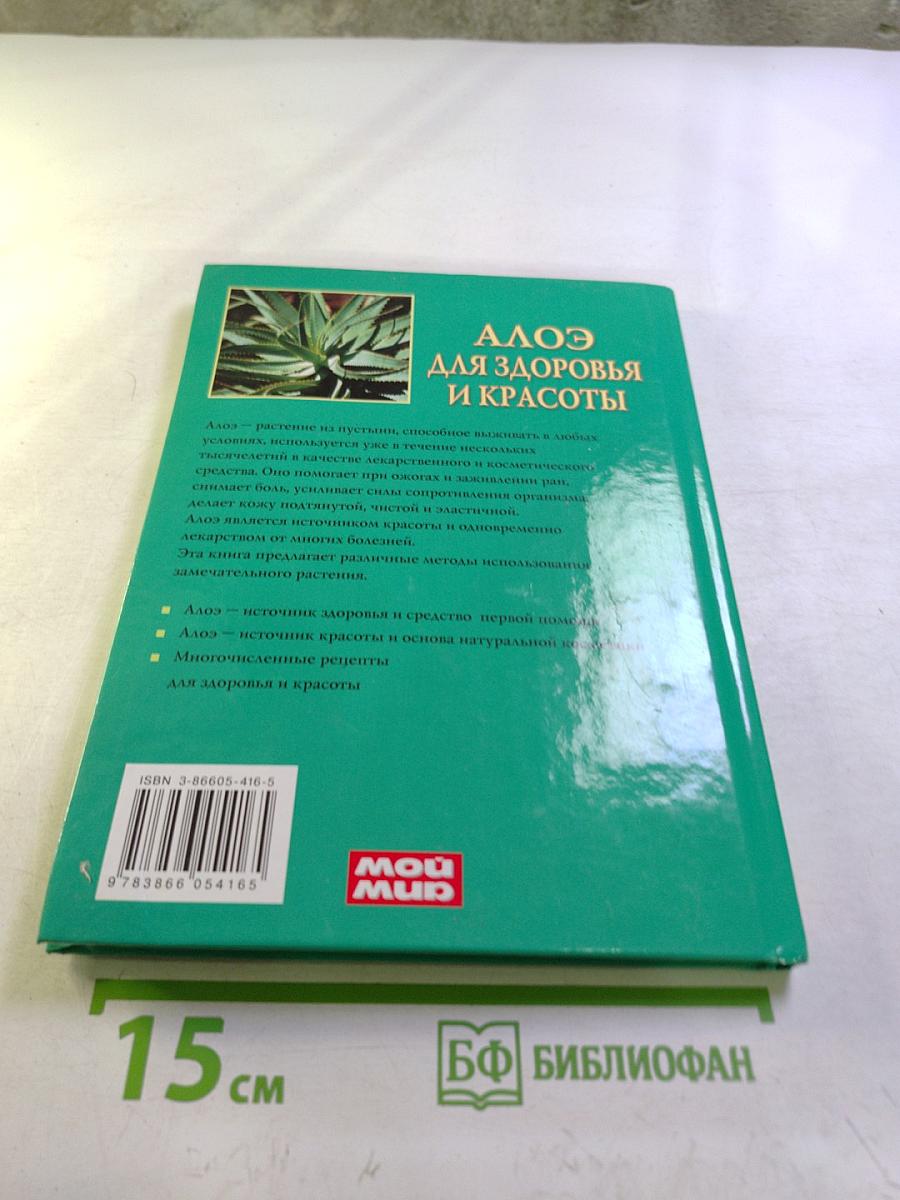 АЛОЭ
ДЛЯ ЗДОРОВЬЯ
И КРАСОТЫ
Алоэ — растение из пустыни, способное выживать в любых
условиях, используется уже в течение нескольких
тысячелетий в качестве лекарственного и косметического
средства. Оно помогает при ожогах и заживлении ран,
снимает боль, усиливает силы сопротивления организма,
делает кожу подтянутой, чистой и эластичной.
Алоэ является источником красоты и одновременно
лекарством от многих болезней.
Эта книга предлагает различные методы использования
замечательного растения.
Алоэ — источник здоровья и средство первой помощи
Алоэ — источник красоты и основа натуральной косметики
Многочисленные рецепты
для здоровья и красоты
ISBN 3-86605-416-5
9 783866 054165
мой
мир
15 см
БФ БИБЛИОФАН